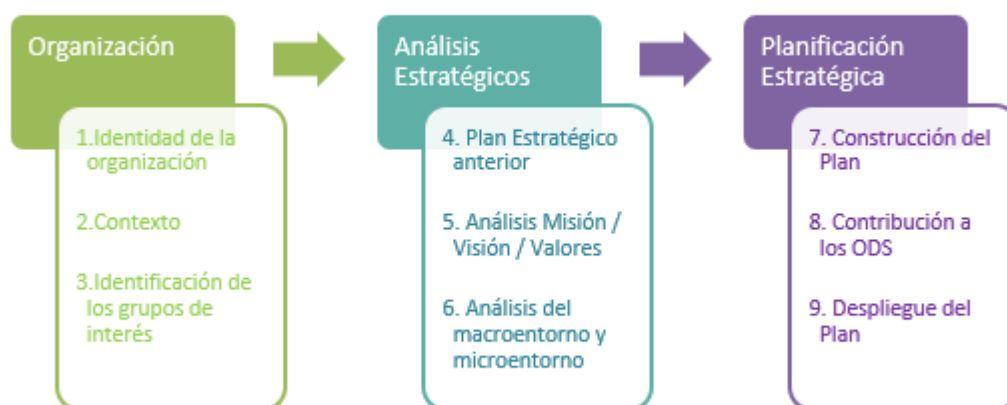 Organización
1.Identidad de la
organización
2.Contexto
3.Identificación de
los grupos de
interés
Análisis
Estratégicos
4. Plan Estratégico
anterior
5. Análisis Misión /
Visión / Valores
6. Análisis del
macroentorno y
microentorno
Planificación
Estratégica
7. Construcción del
Plan
8. Contribución a
los ODS
9. Despliegue del
Plan